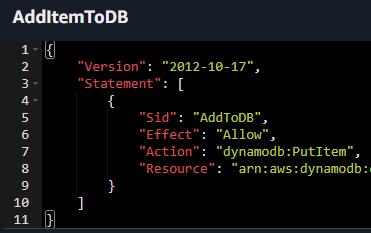 AddItemToDB
1 {
2 "Version": "2012-10-17",
3 "Statement": [
4 {
5 "Sid": "AddToDB",
6 "Effect": "Allow",
7 "Action": "dynamodb:PutItem",
8 "Resource": "arn:aws:dynamodb:
9 }
10 ]
11 }